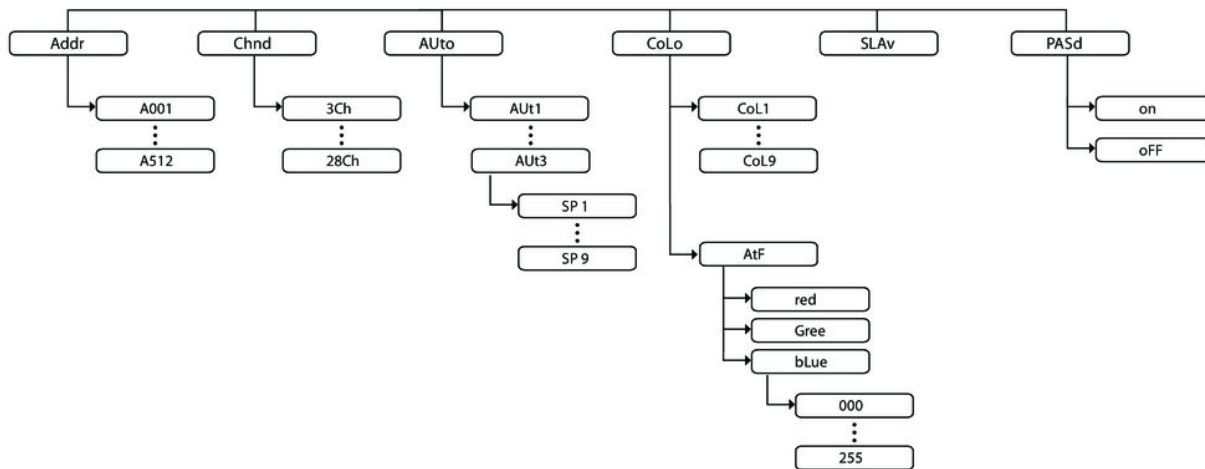 Addr
Chnd
AUto
CoLo
SLAv
PASd
A001
A512
3Ch
28Ch
AUt1
AUt3
SP 1
SP 9
CoL1
CoL9
AtF
red
Gree
bLue
000
255
on
oFF